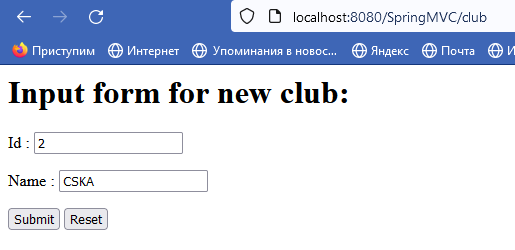 localhost:8080/SpringMVC/club
Приступим Интернет Упоминания в новос... Яндекс Почта И
Input form for new club:
Id : 2
Name : CSKA
Submit Reset